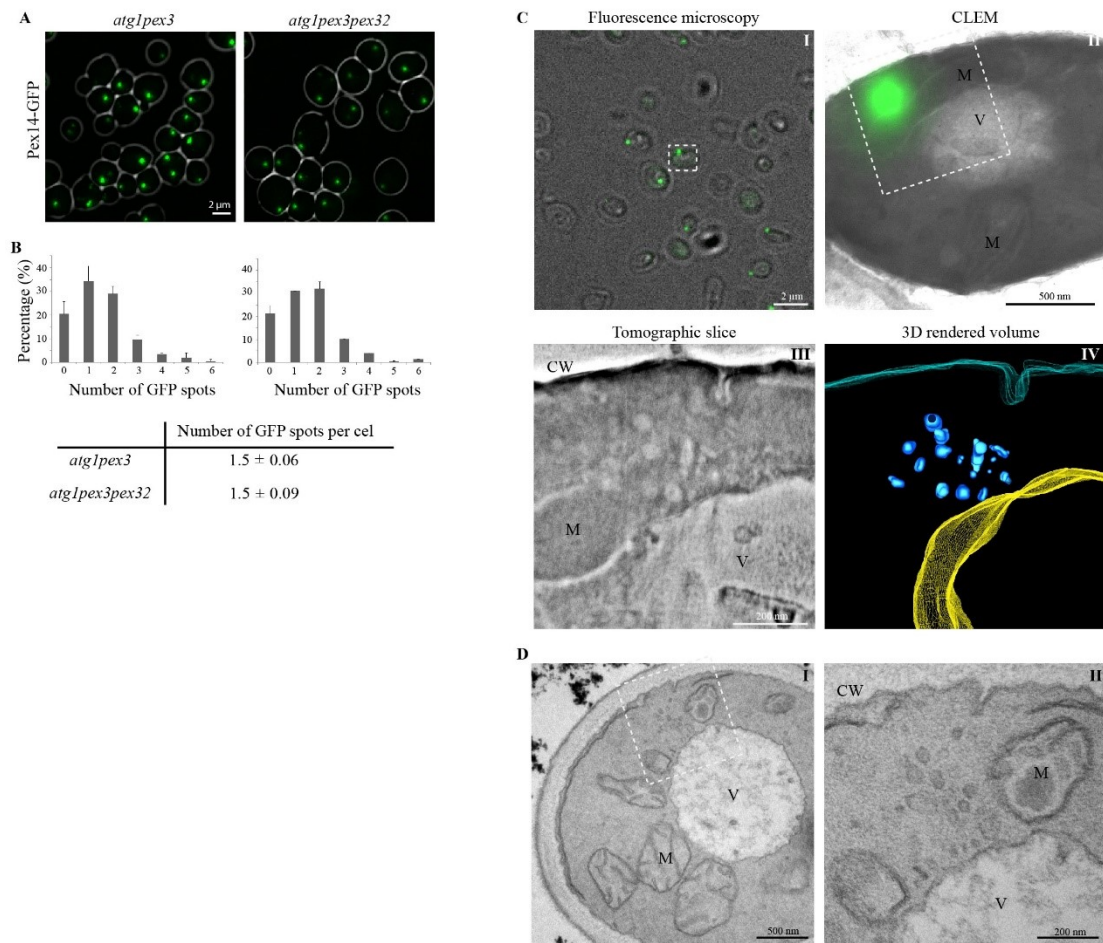 A
atg1pex3
atg1pex3pex32
Pex14-GFP
2 µm
B
Percentage (%)
40
30
20
10
0
0 1 2 3 4 5 6
Number of GFP spots
40
30
20
10
0
0 1 2 3 4 5 6
Number of GFP spots
Number of GFP spots per cel
atg1pex3 1.5 ± 0.06
atg1pex3pex32 1.5 ± 0.09
C
Fluorescence microscopy
I
2 µm
CLEM
II
M
V
M
500 nm
Tomographic slice
III
CW
M
V
200 nm
3D rendered volume
IV
D
I
V
M
500 nm
II
CW
M
V
200 nm